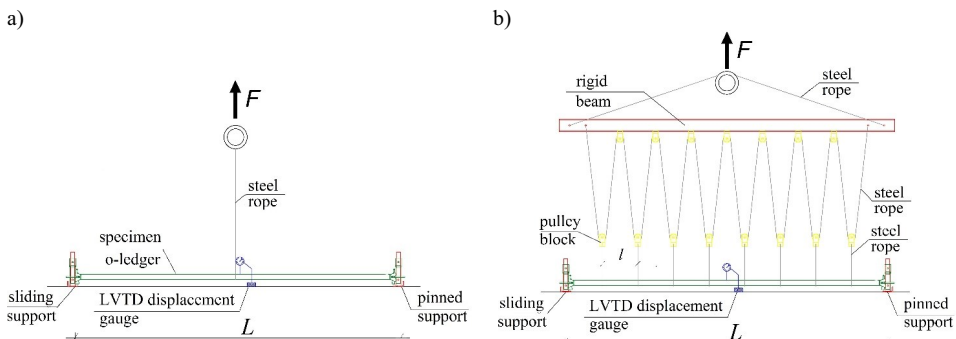 a)
F
steel
rope
specimen
o-ledger
sliding
support
LVTD displacement
gauge
pinned
support
L
b)
F
rigid
beam
steel
rope
steel
rope
pulley
block
steel
rope
l
sliding
support
LVTD displacement
gauge
pinned
support
L